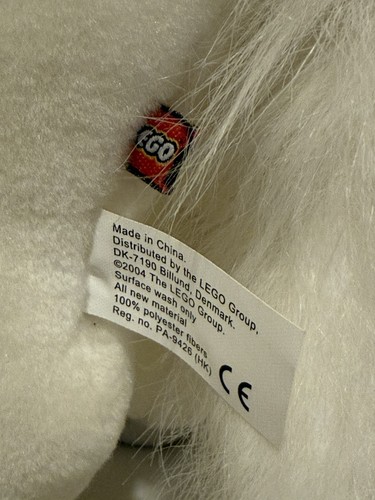 LEGO
Made in China.
Distributed by the LEGO Group,
DK-7190 Billund, Denmark.
©2004 The LEGO Group.
Surface wash only
All new material
100% polyester fibers
Reg. no. PA-9426 (HK)
CE